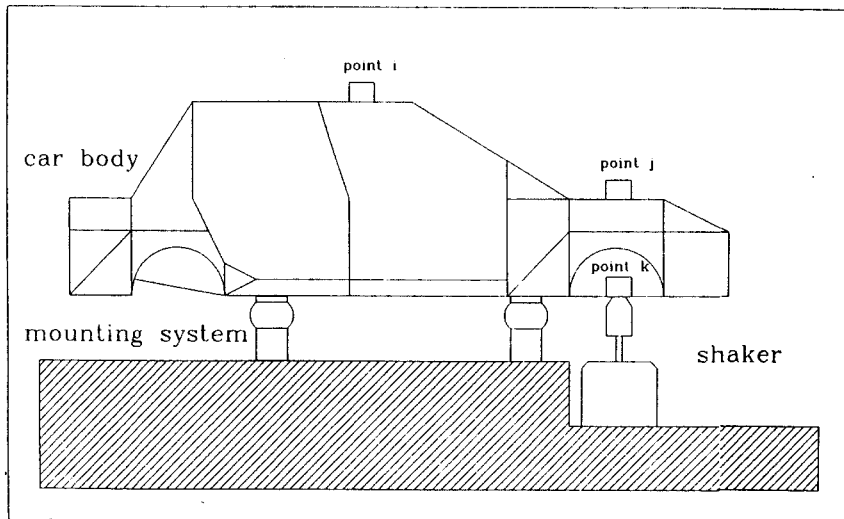 point i
car body
point j
point k
mounting system
shaker